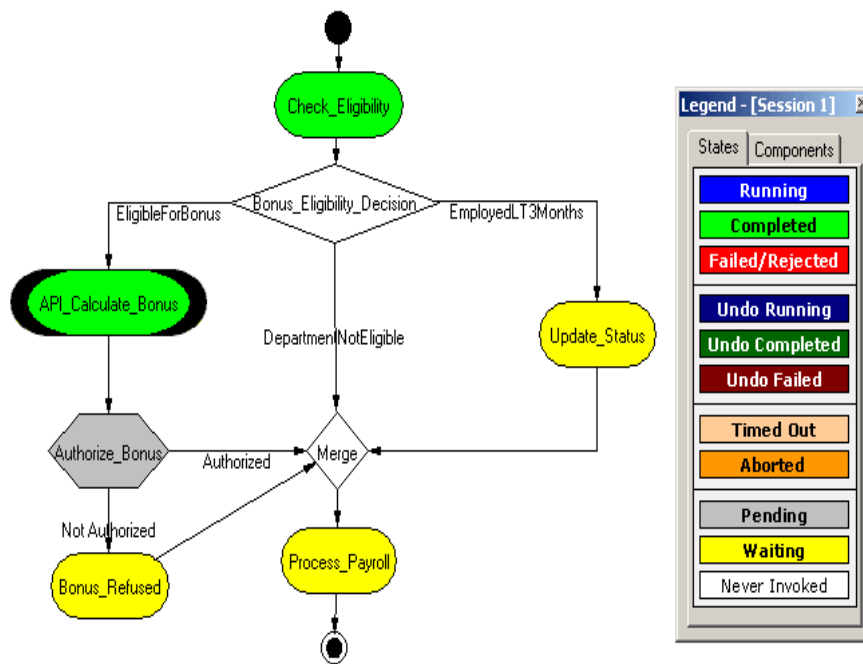 Check_Eligibility
Bonus_Eligibility_Decision
EligibleForBonus
EmployedLT3Months
API_Calculate_Bonus
DepartmentNotEligible
Update_Status
Authorize_Bonus
Authorized
Merge
Not Authorized
Bonus_Refused
Process_Payroll
Legend - [Session 1]
States
Components
Running
Completed
Failed/Rejected
Undo Running
Undo Completed
Undo Failed
Timed Out
Aborted
Pending
Waiting
Never Invoked